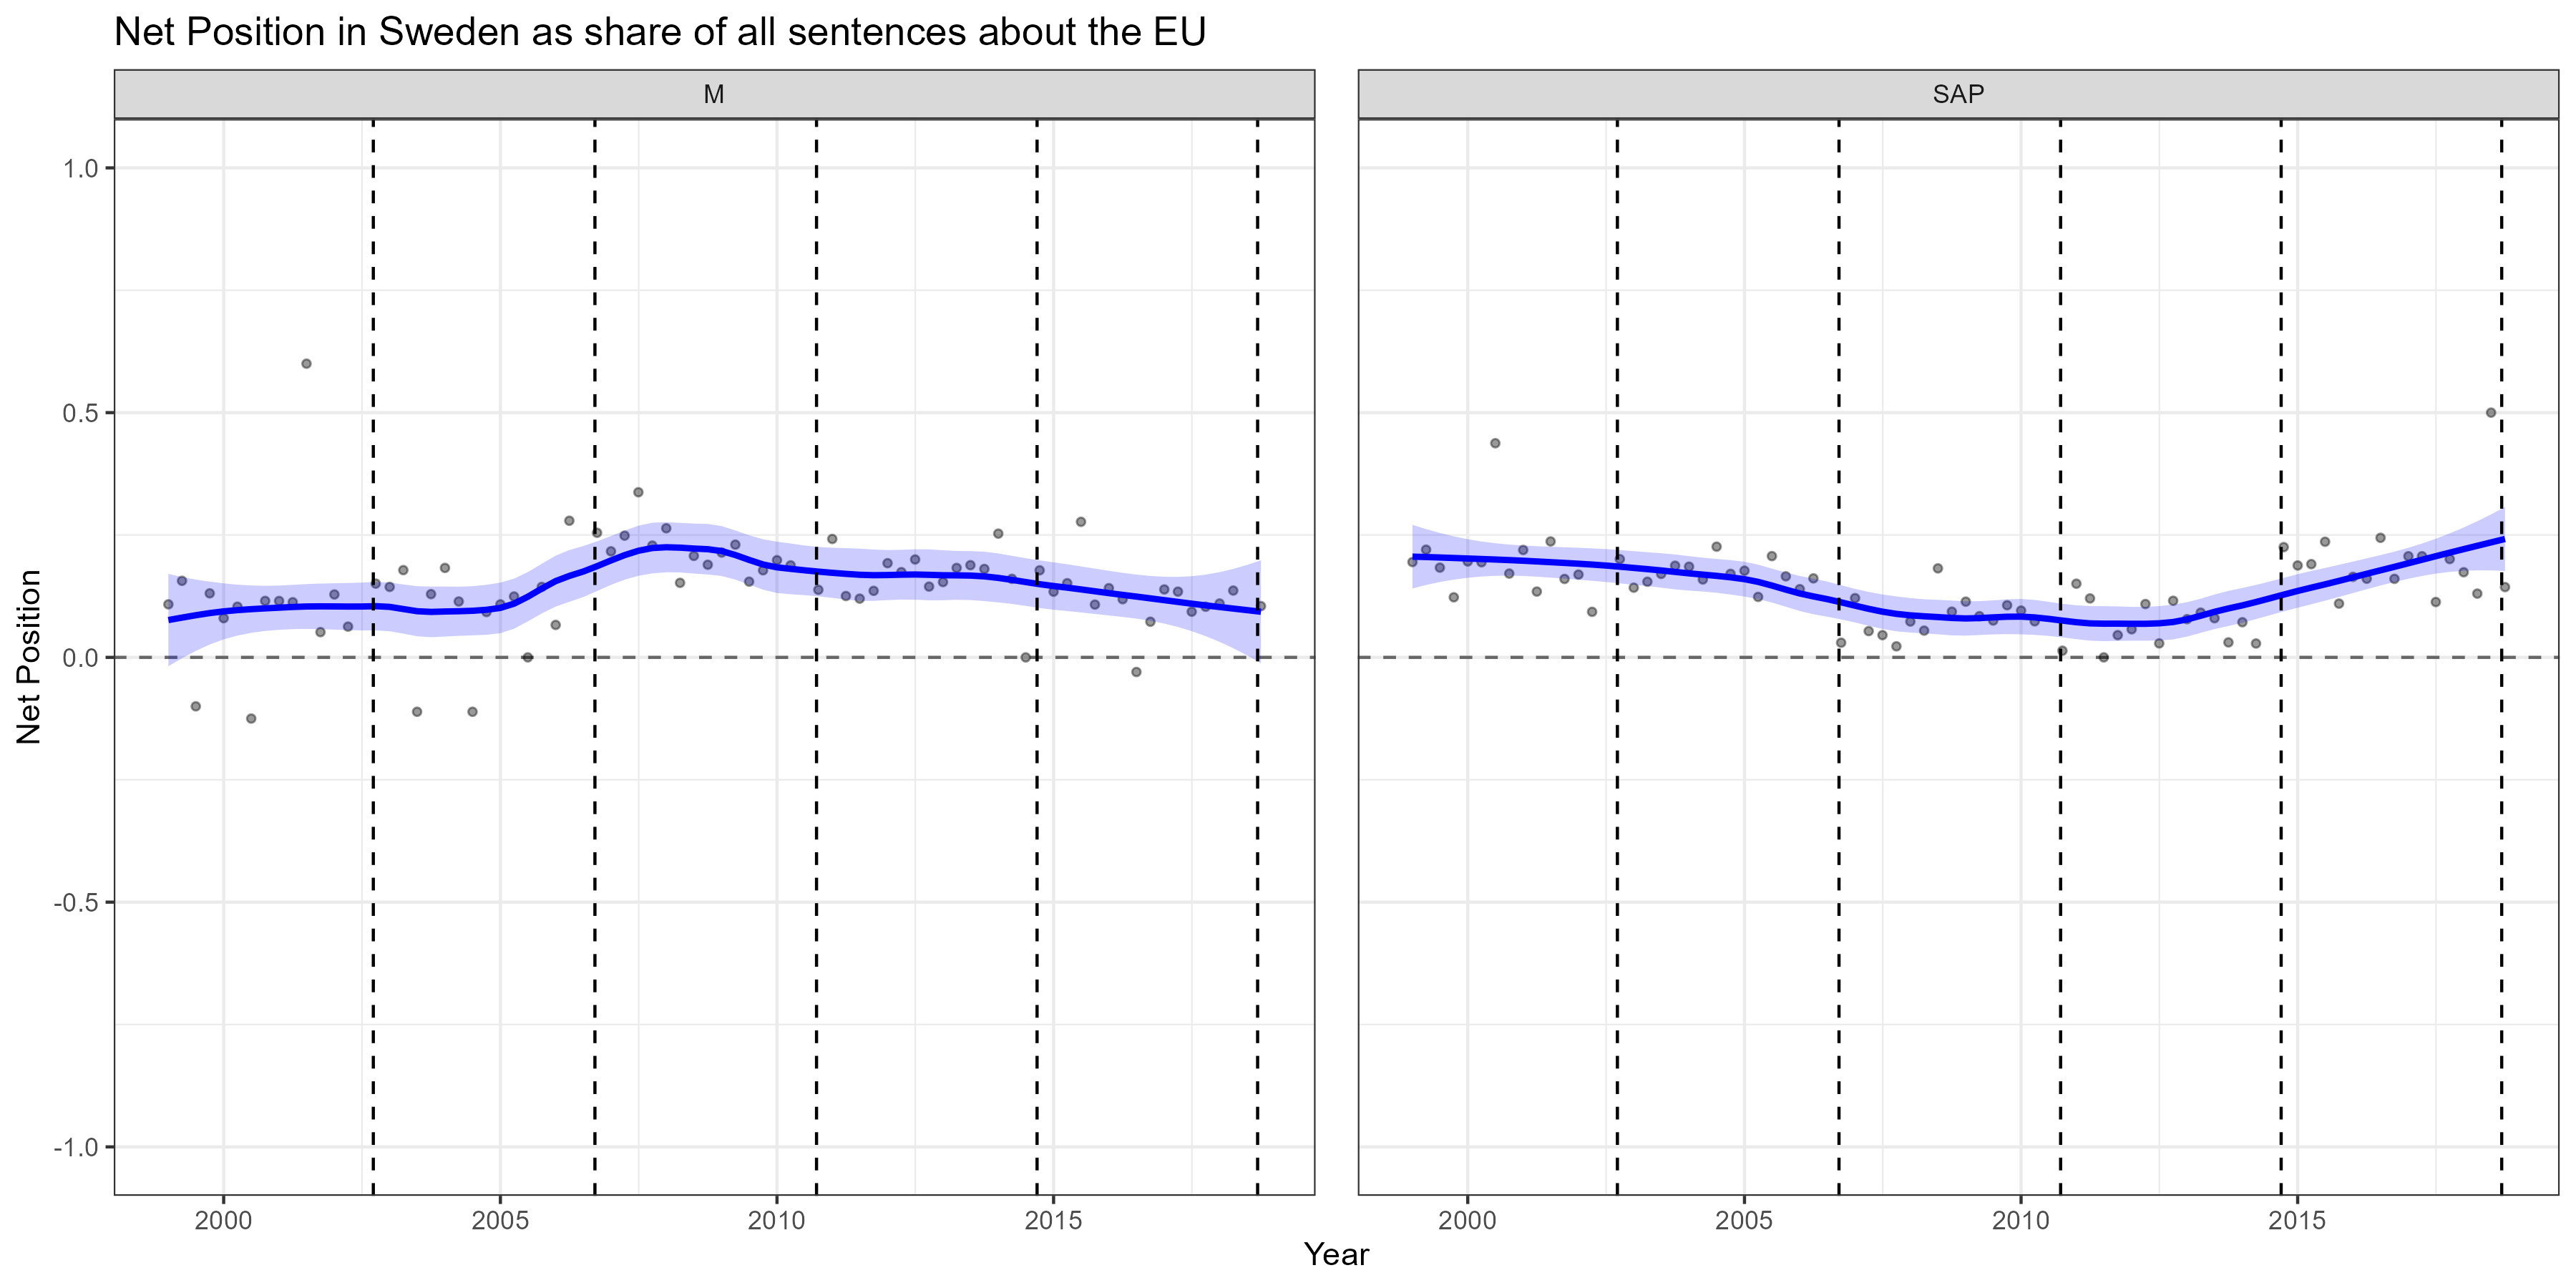 Net Position in Sweden as share of all sentences about the EU
M
SAP
Net Position
1.0
0.5
0.0
-0.5
-1.0
2000 2005 2010 2015
2000 2005 2010 2015
Year